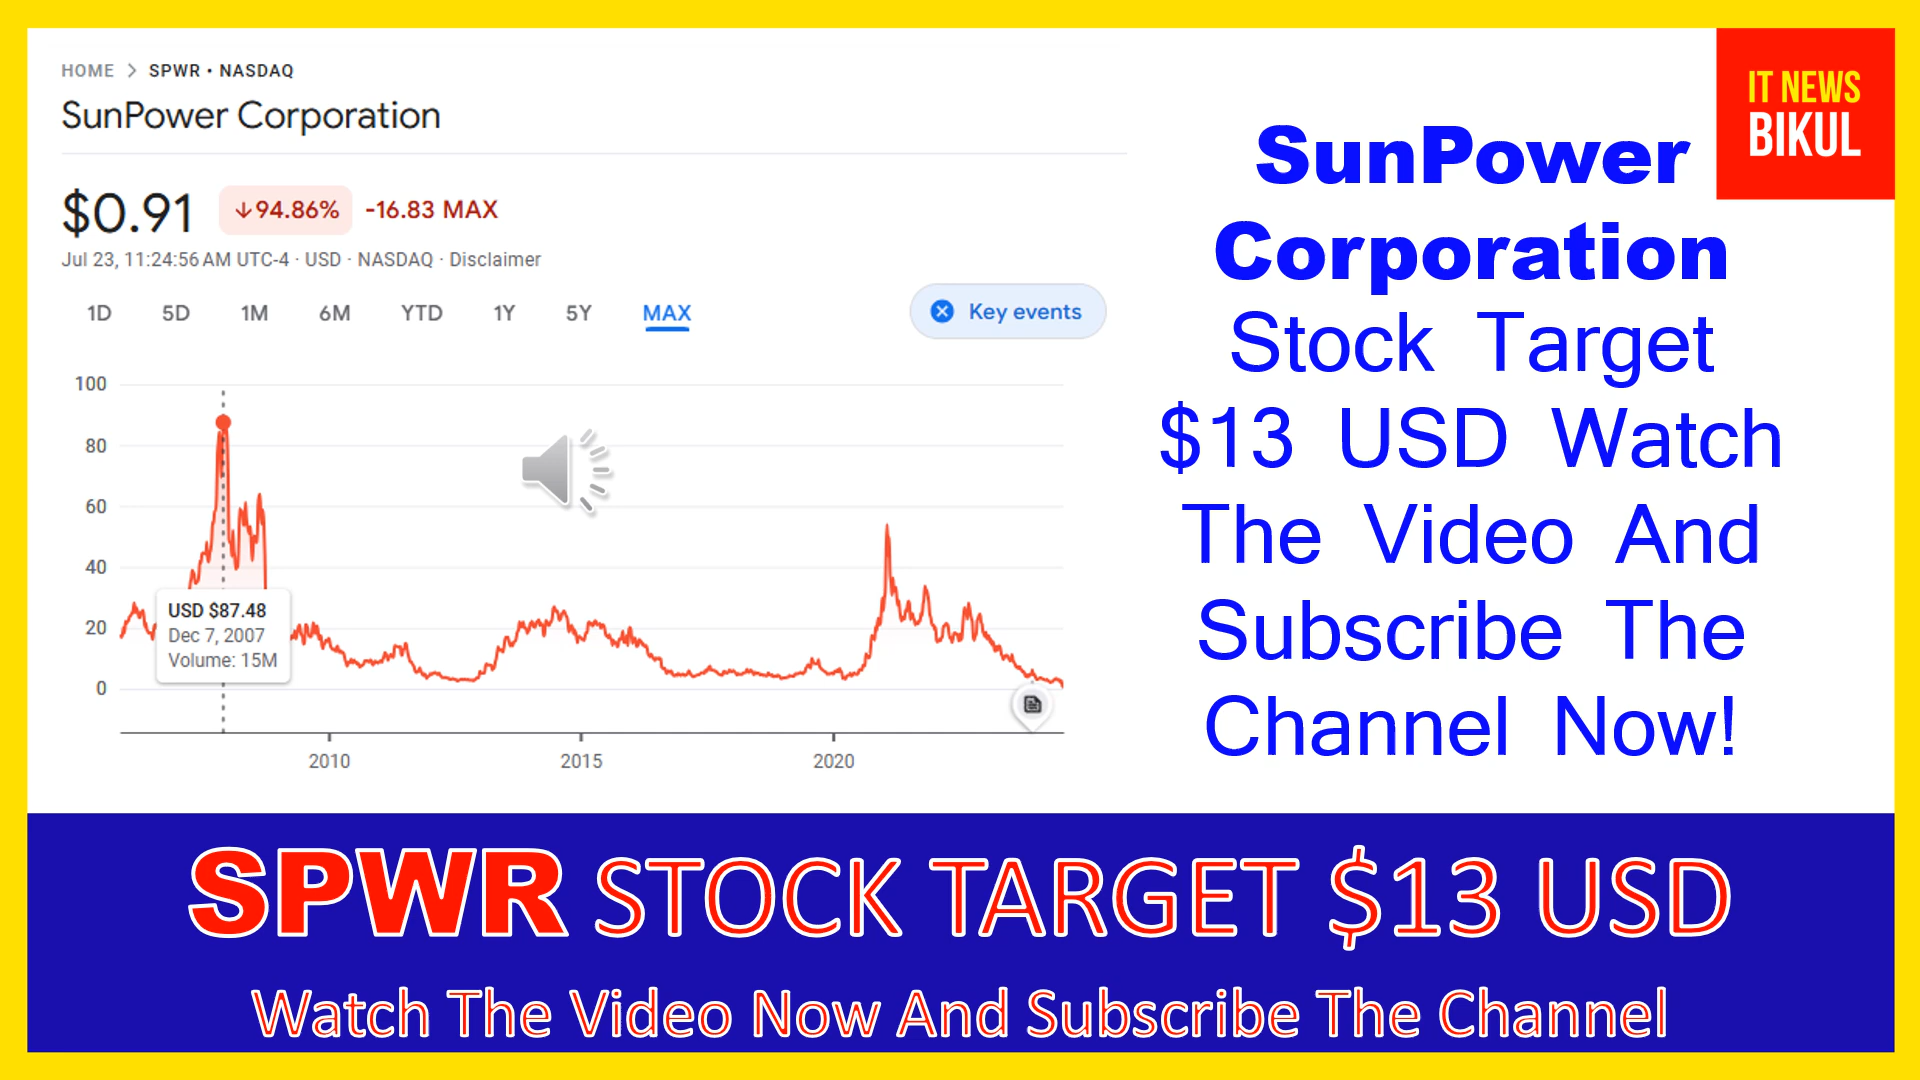 HOME > SPWR • NASDAQ
SunPower Corporation
$0.91 ↓94.86% -16.83 MAX
Jul 23, 11:24:56 AM UTC-4 · USD · NASDAQ · Disclaimer
1D 5D 1M 6M YTD 1Y 5Y MAX
Key events
100
80
60
40
20
0
USD $87.48
Dec 7, 2007
Volume: 15M
2010 2015 2020
IT NEWS
BIKUL
SunPower
Corporation
Stock Target
$13 USD Watch
The Video And
Subscribe The
Channel Now!
SPWR STOCK TARGET $13 USD
Watch The Video Now And Subscribe The Channel